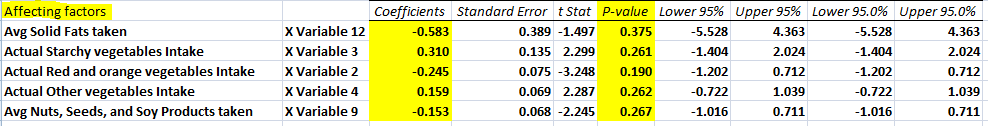 Affecting factors Coefficients Standard Error t Stat P-value Lower 95% Upper 95% Lower 95.0% Upper 95.0%
Avg Solid Fats taken X Variable 12 -0.583 0.389 -1.497 0.375 -5.528 4.363 -5.528 4.363
Actual Starchy vegetables Intake X Variable 3 0.310 0.135 2.299 0.261 -1.404 2.024 -1.404 2.024
Actual Red and orange vegetables Intake X Variable 2 -0.245 0.075 -3.248 0.190 -1.202 0.712 -1.202 0.712
Actual Other vegetables Intake X Variable 4 0.159 0.069 2.287 0.262 -0.722 1.039 -0.722 1.039
Avg Nuts, Seeds, and Soy Products taken X Variable 9 -0.153 0.068 -2.245 0.267 -1.016 0.711 -1.016 0.711